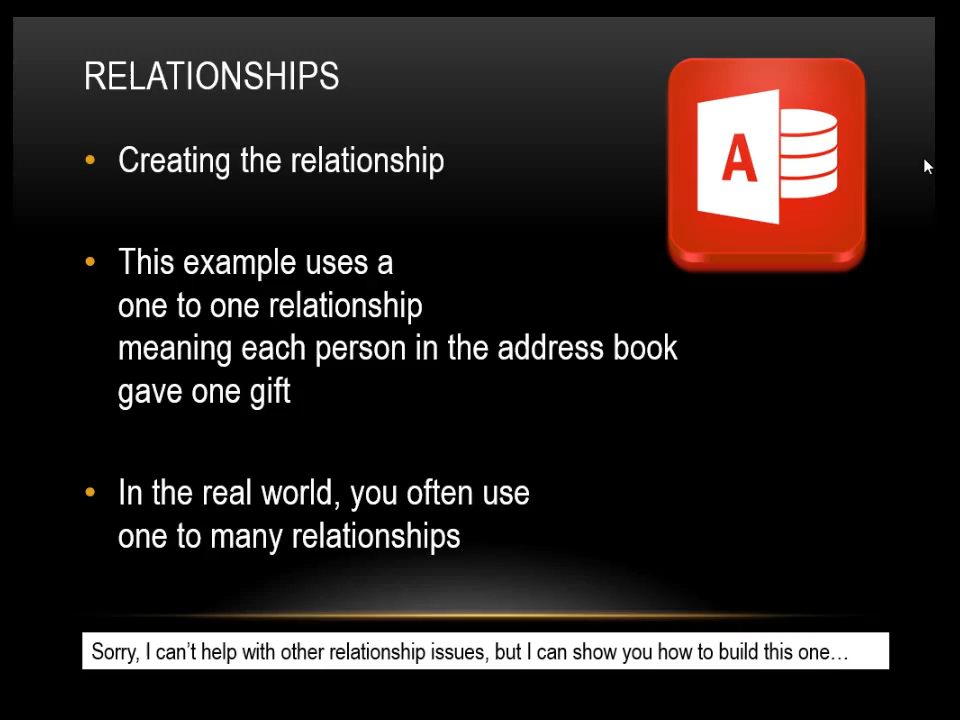 RELATIONSHIPS
A
• Creating the relationship
• This example uses a
one to one relationship
meaning each person in the address book
gave one gift
• In the real world, you often use
one to many relationships
Sorry, I can't help with other relationship issues, but I can show you how to build this one…